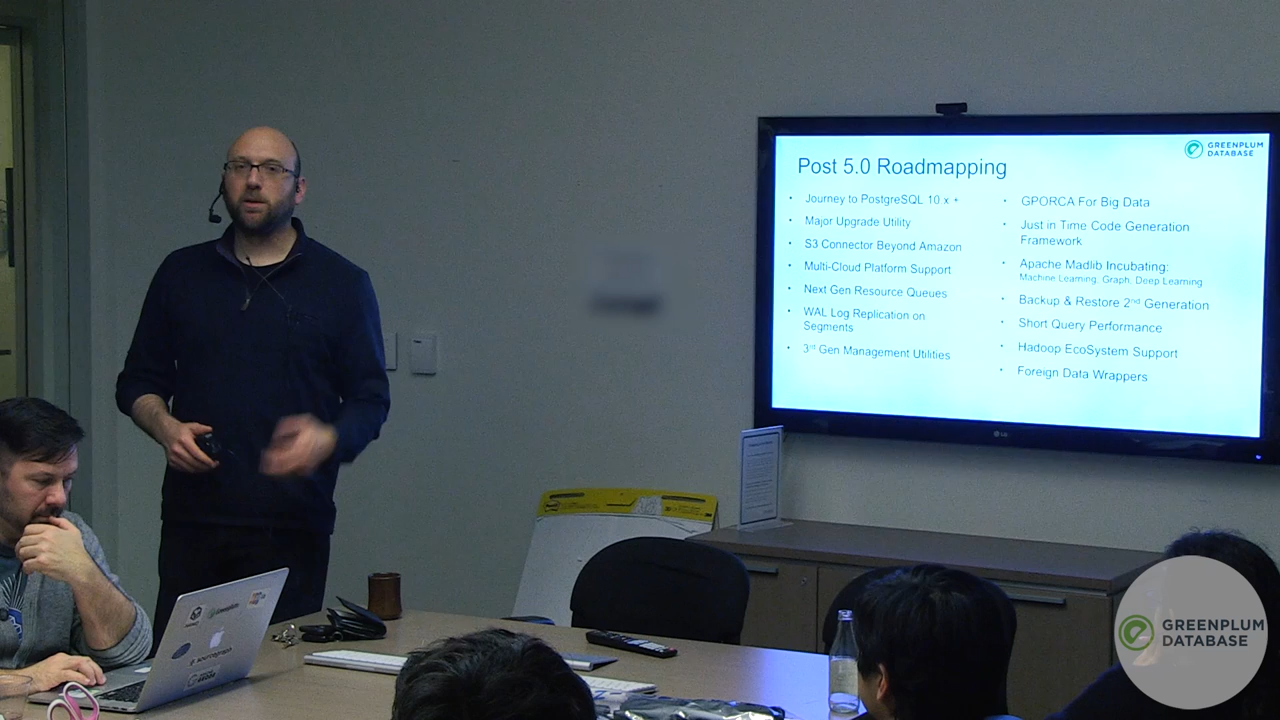 GREENPLUM
DATABASE
Post 5.0 Roadmapping
• Journey to PostgreSQL 10.x +
• Major Upgrade Utility
• S3 Connector Beyond Amazon
• Multi-Cloud Platform Support
• Next Gen Resource Queues
• WAL Log Replication on
Segments
• 3rd Gen Management Utilities
• GPORCA For Big Data
• Just in Time Code Generation
Framework
• Apache Madlib Incubating:
Machine Learning, Graph, Deep Learning
• Backup & Restore 2nd Generation
• Short Query Performance
• Hadoop EcoSystem Support
• Foreign Data Wrappers
LG
GREENPLUM
DATABASE